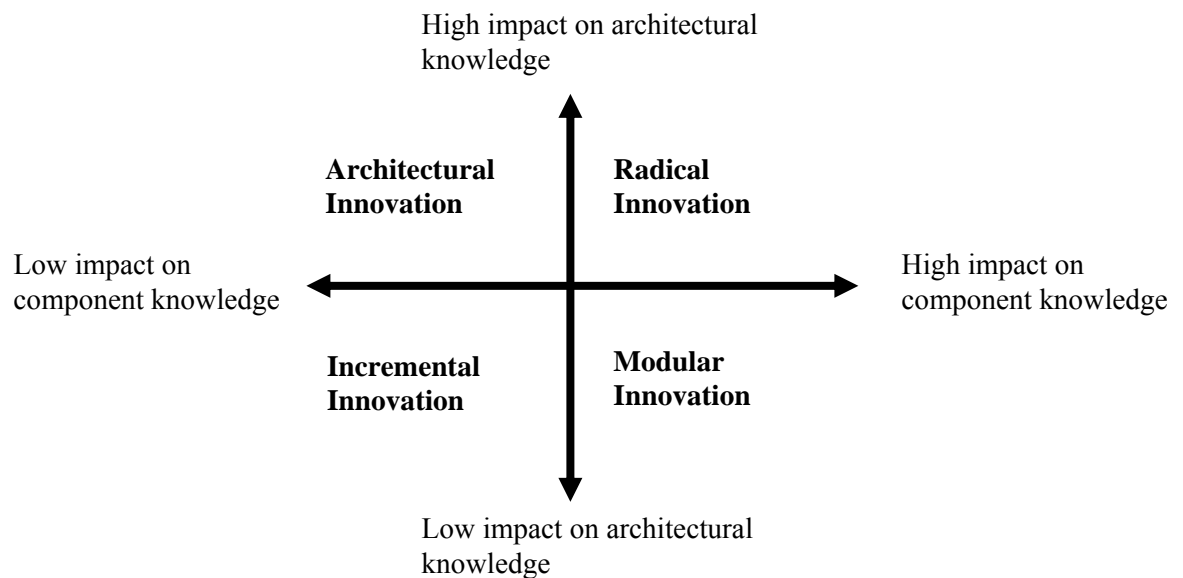 High impact on architectural
knowledge
Architectural
Innovation
Radical
Innovation
Low impact on
component knowledge
High impact on
component knowledge
Incremental
Innovation
Modular
Innovation
Low impact on architectural
knowledge